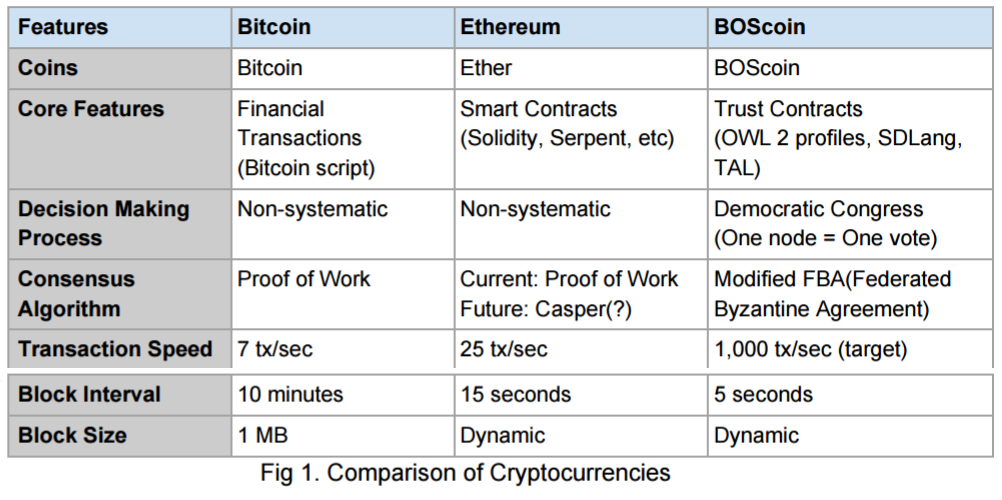 Features Bitcoin Ethereum BOScoin
Coins Bitcoin Ether BOScoin
Core Features Financial Smart Contracts Trust Contracts
Transactions (Solidity, Serpent, etc) (OWL 2 profiles, SDLang,
(Bitcoin script) TAL)
Decision Making Non-systematic Non-systematic Democratic Congress
Process (One node = One vote)
Consensus Proof of Work Current: Proof of Work Modified FBA(Federated
Algorithm Future: Casper(?) Byzantine Agreement)
Transaction Speed 7 tx/sec 25 tx/sec 1,000 tx/sec (target)
Block Interval 10 minutes 15 seconds 5 seconds
Block Size 1 MB Dynamic Dynamic
Fig 1. Comparison of Cryptocurrencies